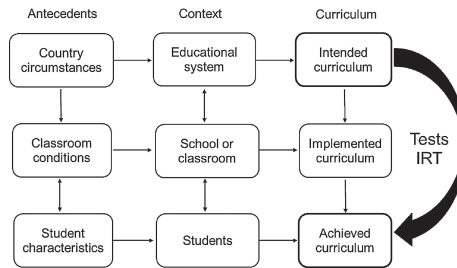 Antecedents
Context
Curriculum
Country
circumstances
Educational
system
Intended
curriculum
Classroom
conditions
School or
classroom
Implemented
curriculum
Tests
IRT
Student
characteristics
Students
Achieved
curriculum